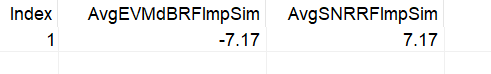 Index AvgEVMdBRFImpSim AvgSNRRFImpSim
1 -7.17 7.17